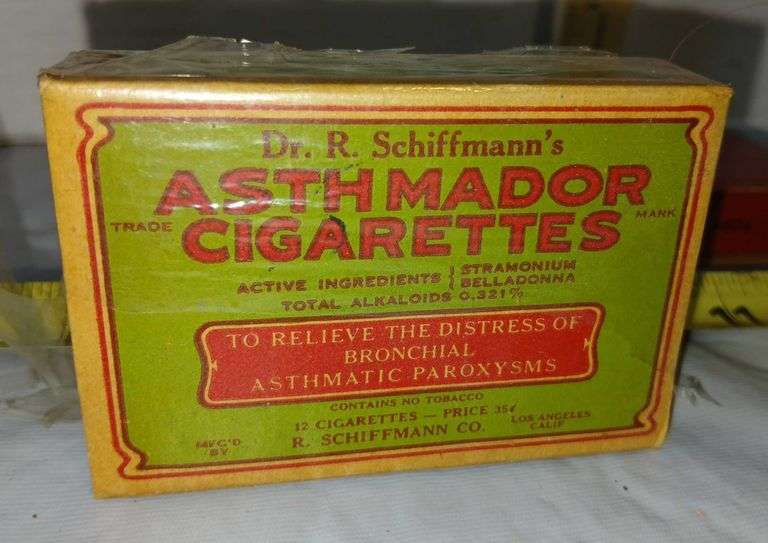 Dr. R. Schiffmann's
ASTHMADOR
TRADE CIGARETTES MARK
ACTIVE INGREDIENTS { STRAMONIUM
BELLADONNA
TOTAL ALKALOIDS 0.321%
TO RELIEVE THE DISTRESS OF
BRONCHIAL
ASTHMATIC PAROXYSMS
CONTAINS NO TOBACCO
12 CIGARETTES — PRICE 35¢
MFG'D BY R. SCHIFFMANN CO. LOS ANGELES CALIF